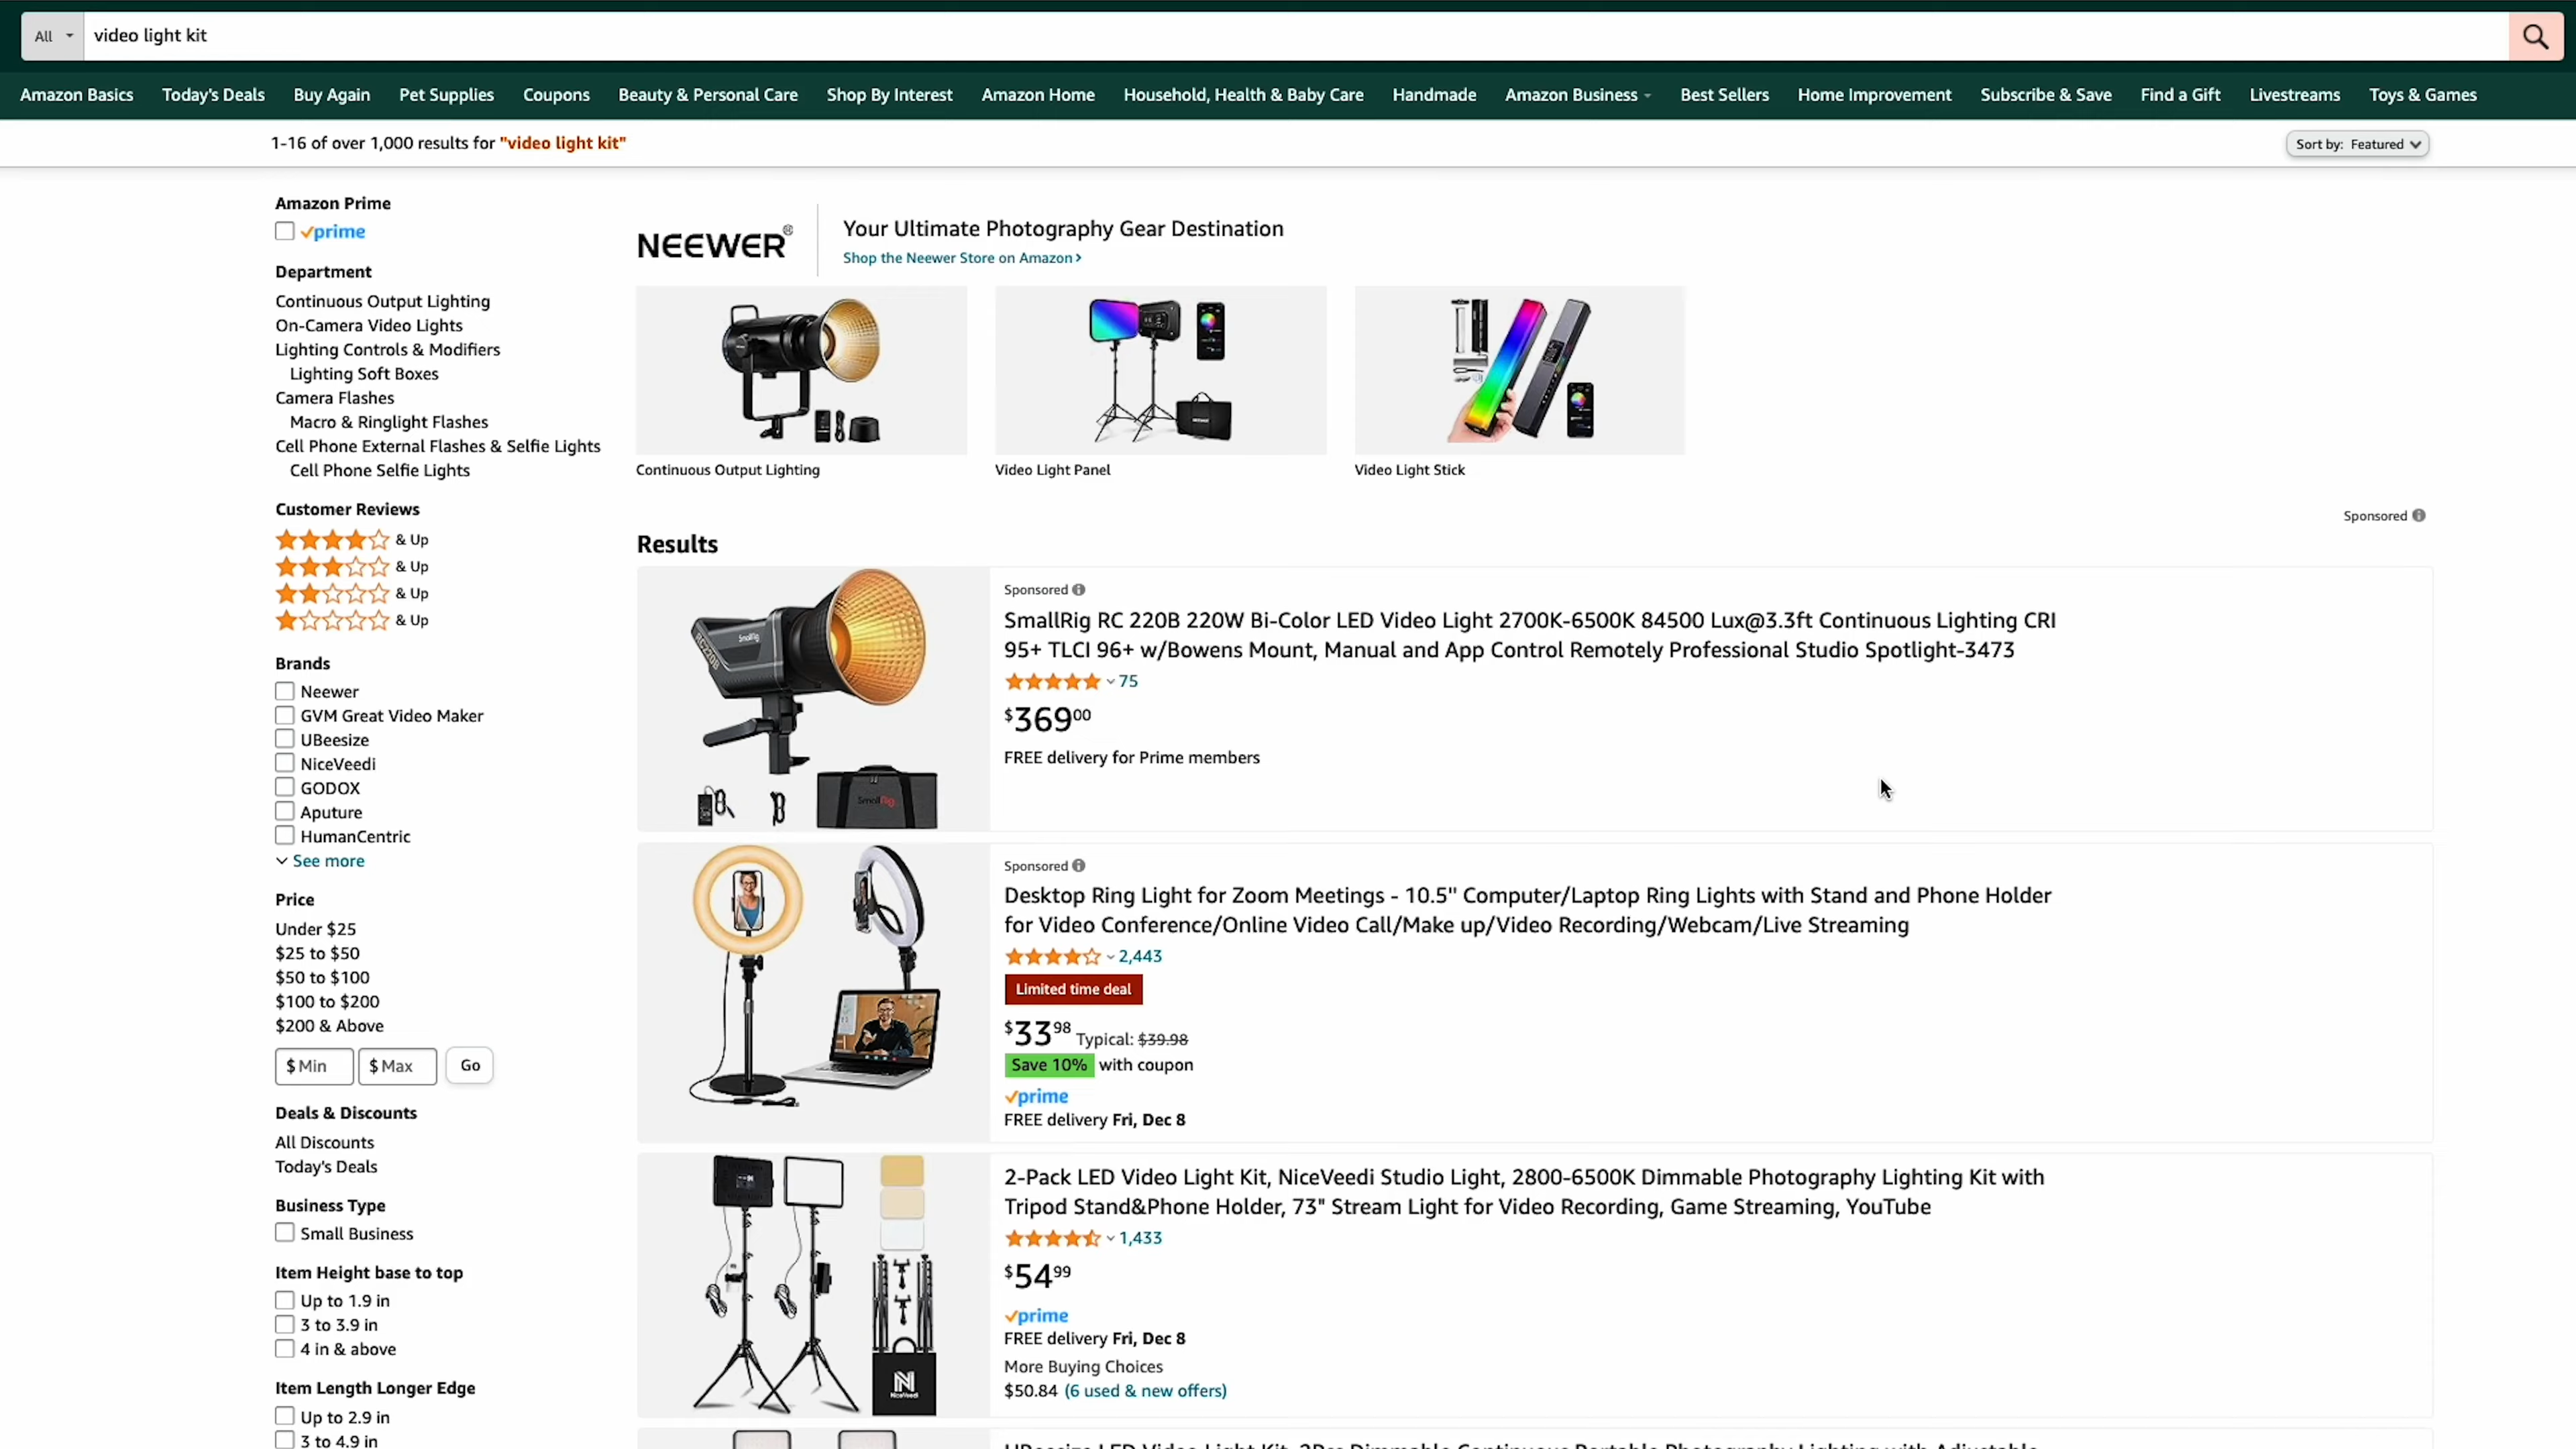 All
video light kit
Amazon Basics Today's Deals Buy Again Pet Supplies Coupons Beauty & Personal Care Shop By Interest Amazon Home Household, Health & Baby Care Handmade Amazon Business Best Sellers Home Improvement Subscribe & Save Find a Gift Livestreams Toys & Games
1-16 of over 1,000 results for "video light kit"
Sort by: Featured
Amazon Prime
prime
Department
Continuous Output Lighting
On-Camera Video Lights
Lighting Controls & Modifiers
Lighting Soft Boxes
Camera Flashes
Macro & Ringlight Flashes
Cell Phone External Flashes & Selfie Lights
Cell Phone Selfie Lights
Customer Reviews
& Up
& Up
& Up
& Up
Brands
Neewer
GVM Great Video Maker
UBeesize
NiceVeedi
GODOX
Aputure
HumanCentric
See more
Price
Under $25
$25 to $50
$50 to $100
$100 to $200
$200 & Above
$ Min
$ Max
Go
Deals & Discounts
All Discounts
Today's Deals
Business Type
Small Business
Item Height base to top
Up to 1.9 in
3 to 3.9 in
4 in & above
Item Length Longer Edge
Up to 2.9 in
3 to 4.9 in
NEEWER®
Your Ultimate Photography Gear Destination
Shop the Neewer Store on Amazon ›
Continuous Output Lighting
Video Light Panel
Video Light Stick
Sponsored
Results
SmallRig
RC220B
SmallRig
Sponsored
SmallRig RC 220B 220W Bi-Color LED Video Light 2700K-6500K 84500 Lux@3.3ft Continuous Lighting CRI
95+ TLCI 96+ w/Bowens Mount, Manual and App Control Remotely Professional Studio Spotlight-3473
75
$369 00
FREE delivery for Prime members
Sponsored
Desktop Ring Light for Zoom Meetings - 10.5'' Computer/Laptop Ring Lights with Stand and Phone Holder
for Video Conference/Online Video Call/Make up/Video Recording/Webcam/Live Streaming
2,443
Limited time deal
$33 98 Typical: $39.98
Save 10% with coupon
prime
FREE delivery Fri, Dec 8
NiceVeedi
2-Pack LED Video Light Kit, NiceVeedi Studio Light, 2800-6500K Dimmable Photography Lighting Kit with
Tripod Stand&Phone Holder, 73" Stream Light for Video Recording, Game Streaming, YouTube
1,433
$54 99
prime
FREE delivery Fri, Dec 8
More Buying Choices
$50.84 (6 used & new offers)